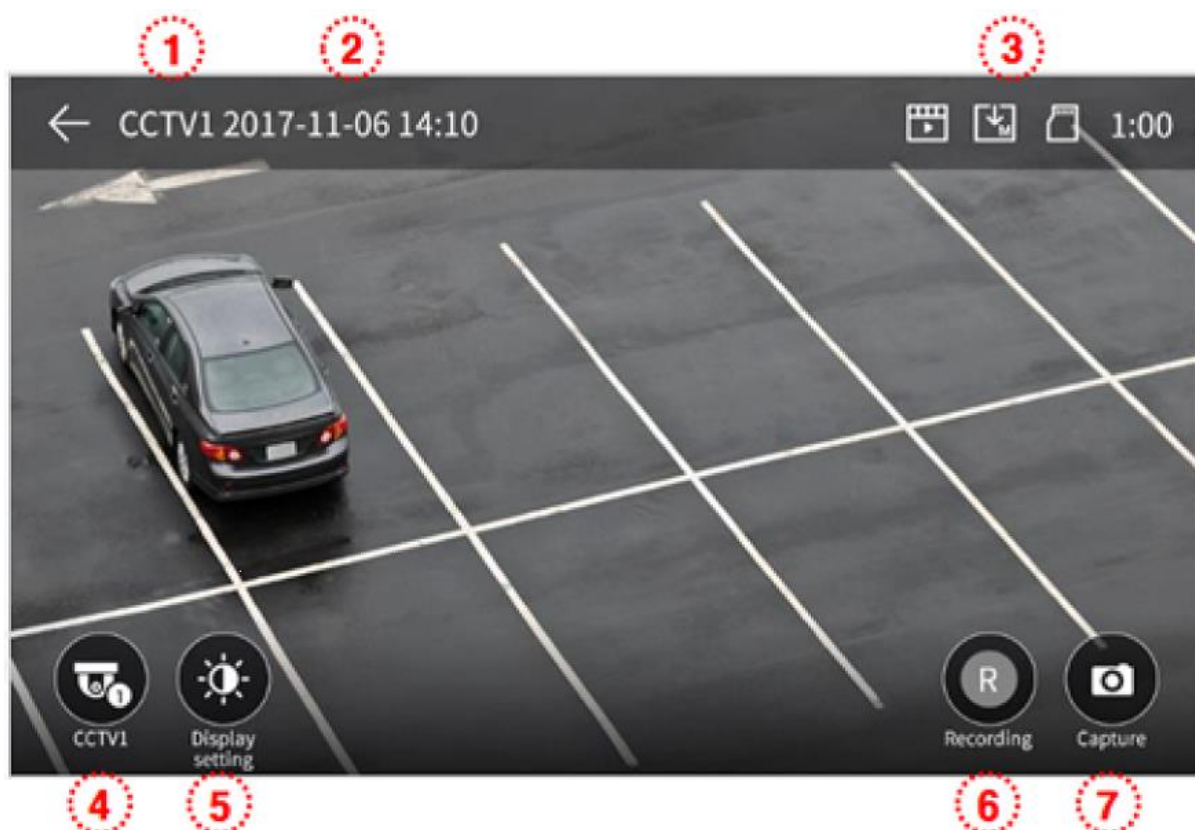 1 2 3
CCTV1 2017-11-06 14:10 M 1:00
1 R
CCTV1 Display setting Recording Capture
4 5 6 7